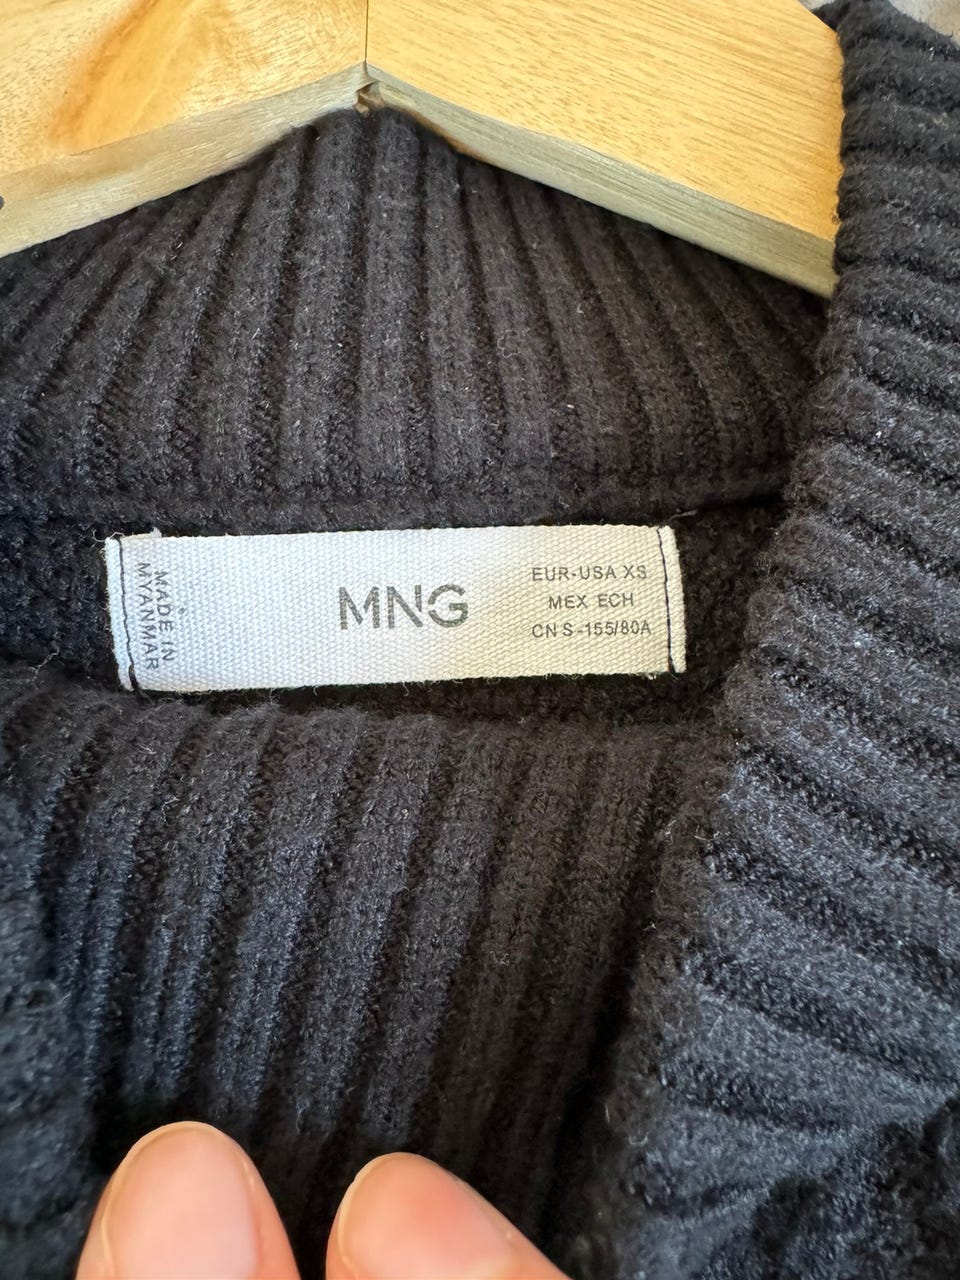 MADE IN
MYANMAR
MNG
EUR-USA XS
MEX ECH
CN S-155/80A